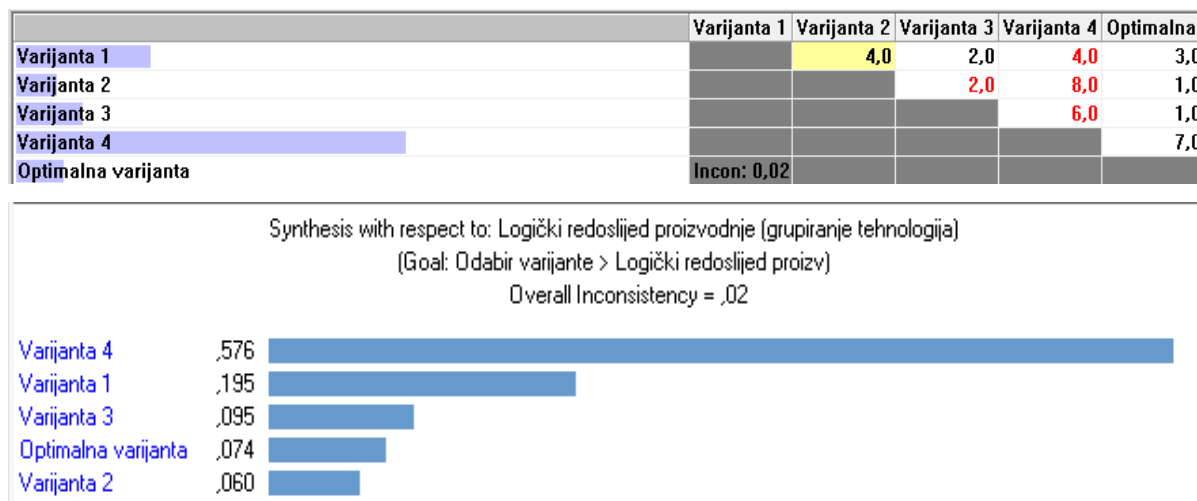 Varijanta 1 Varijanta 2 Varijanta 3 Varijanta 4 Optimalna
Varijanta 1 4,0 2,0 4,0 3,0
Varijanta 2 2,0 8,0 1,0
Varijanta 3 6,0 1,0
Varijanta 4 7,0
Optimalna varijanta Incon: 0,02
Synthesis with respect to: Logički redoslijed proizvodnje (grupiranje tehnologija)
(Goal: Odabir varijante > Logički redoslijed proizv)
Overall Inconsistency = ,02
Varijanta 4 ,576
Varijanta 1 ,195
Varijanta 3 ,095
Optimalna varijanta ,074
Varijanta 2 ,060